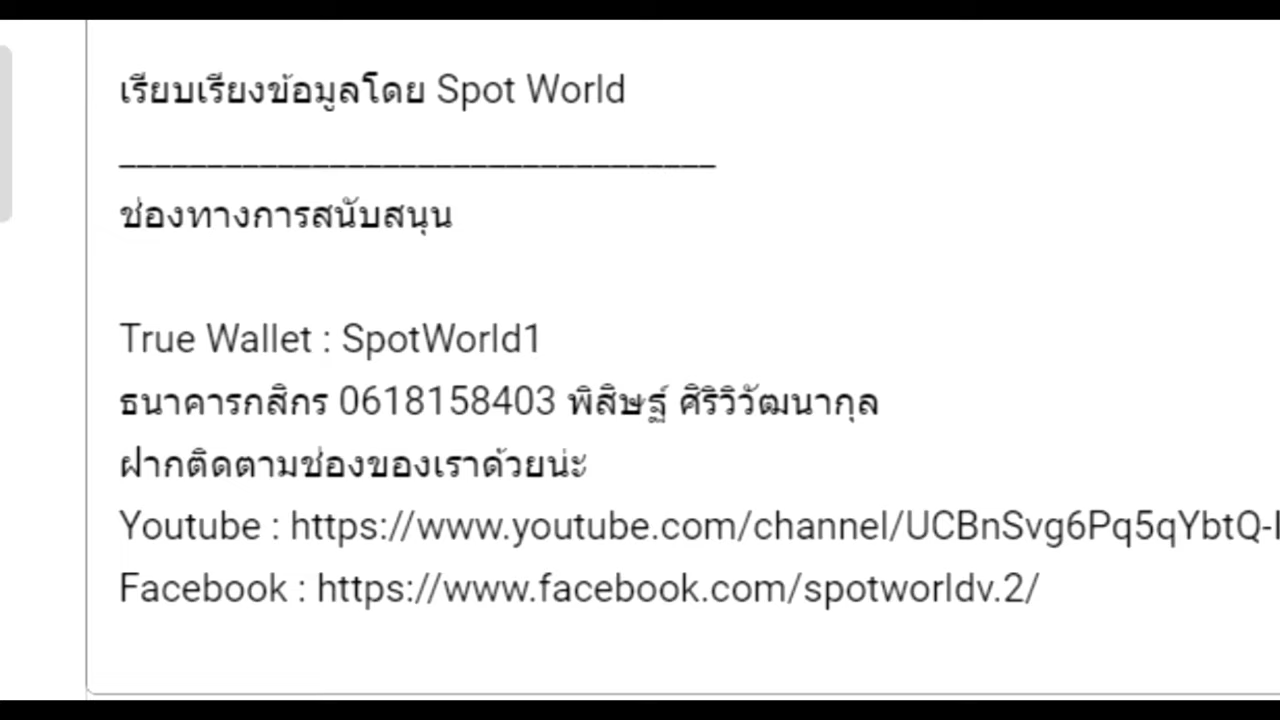 เรียบเรียงข้อมูลโดย Spot World
__________________________________
ช่องทางการสนับสนุน
True Wallet : SpotWorld1
ธนาคารกสิกร 0618158403 พิสิษฐ์ ศิริวิวัฒนากุล
ฝากติดตามช่องของเราด้วยน่ะ
Youtube : https://www.youtube.com/channel/UCBnSvg6Pq5qYbtQ-
Facebook : https://www.facebook.com/spotworldv.2/